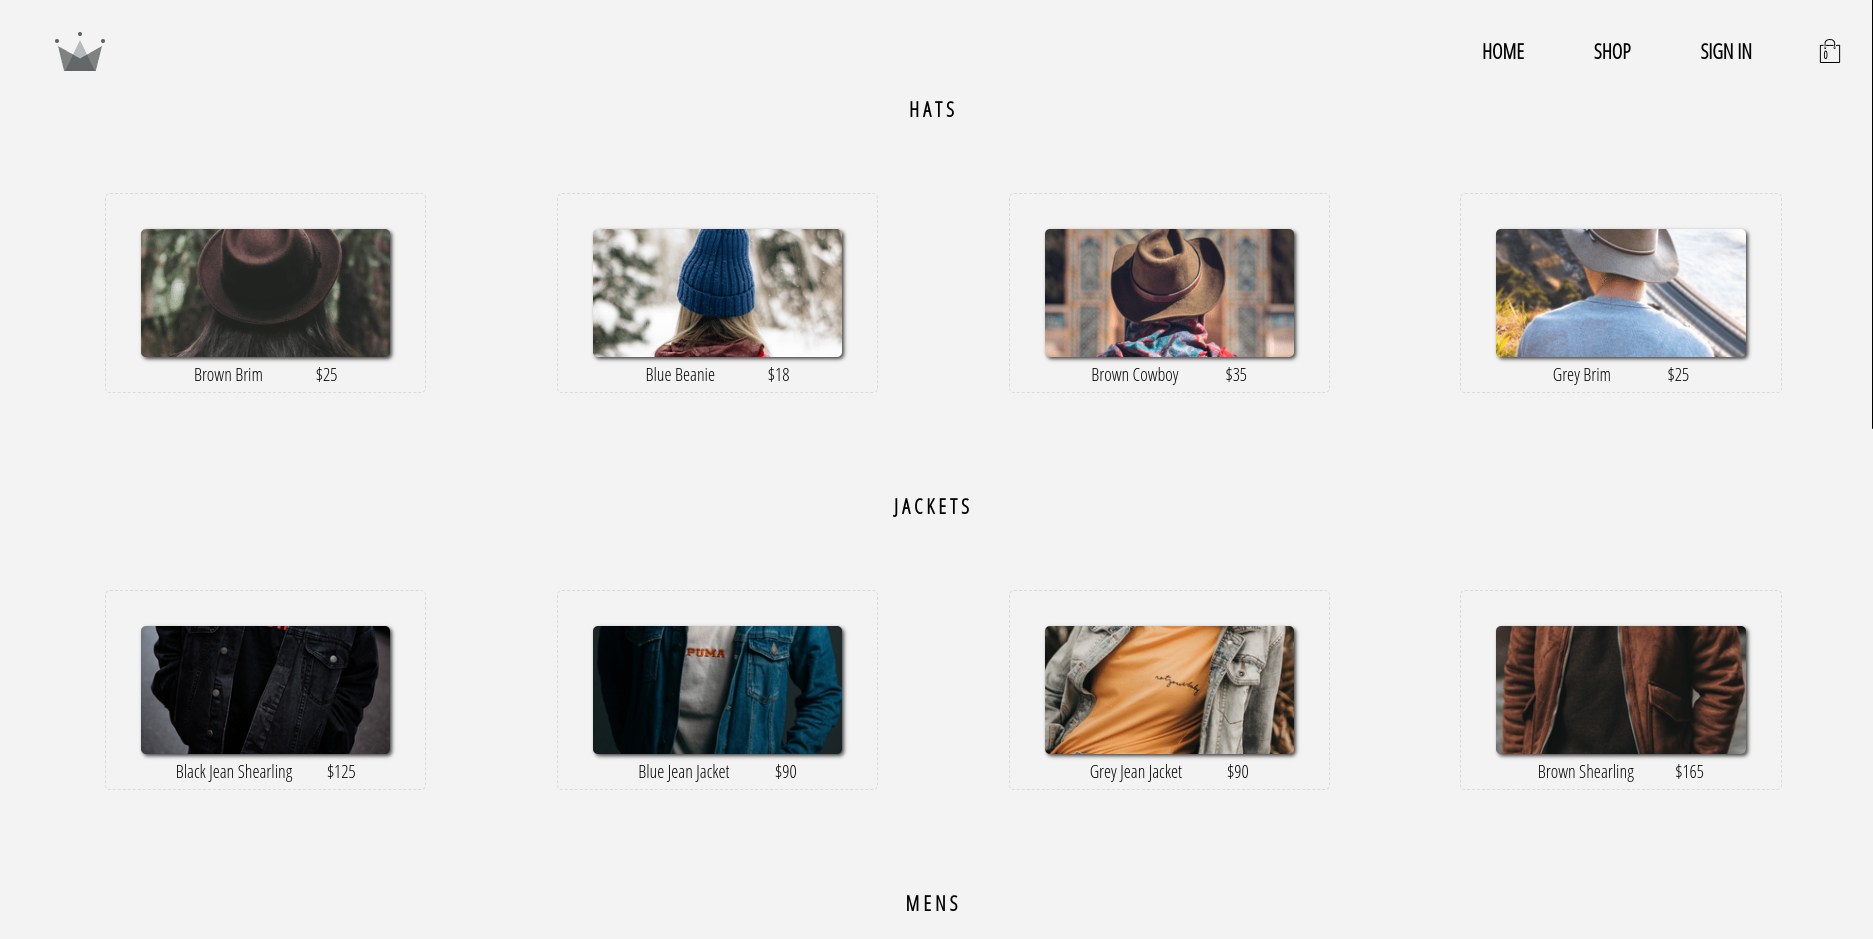 HOME SHOP SIGN IN 0
HATS
Brown Brim $25
Blue Beanie $18
Brown Cowboy $35
Grey Brim $25
JACKETS
PUMA
Black Jean Shearling $125
Blue Jean Jacket $90
Grey Jean Jacket $90
Brown Shearling $165
MENS